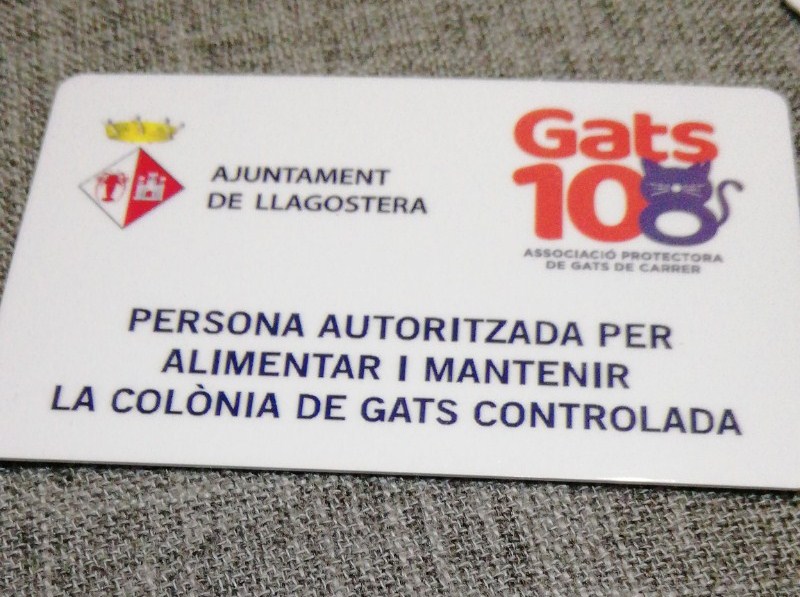 AJUNTAMENT
DE LLAGOSTERA
Gats
108
ASSOCIACIÓ PROTECTORA
DE GATS DE CARRER
PERSONA AUTORITZADA PER
ALIMENTAR I MANTENIR
LA COLÒNIA DE GATS CONTROLADA